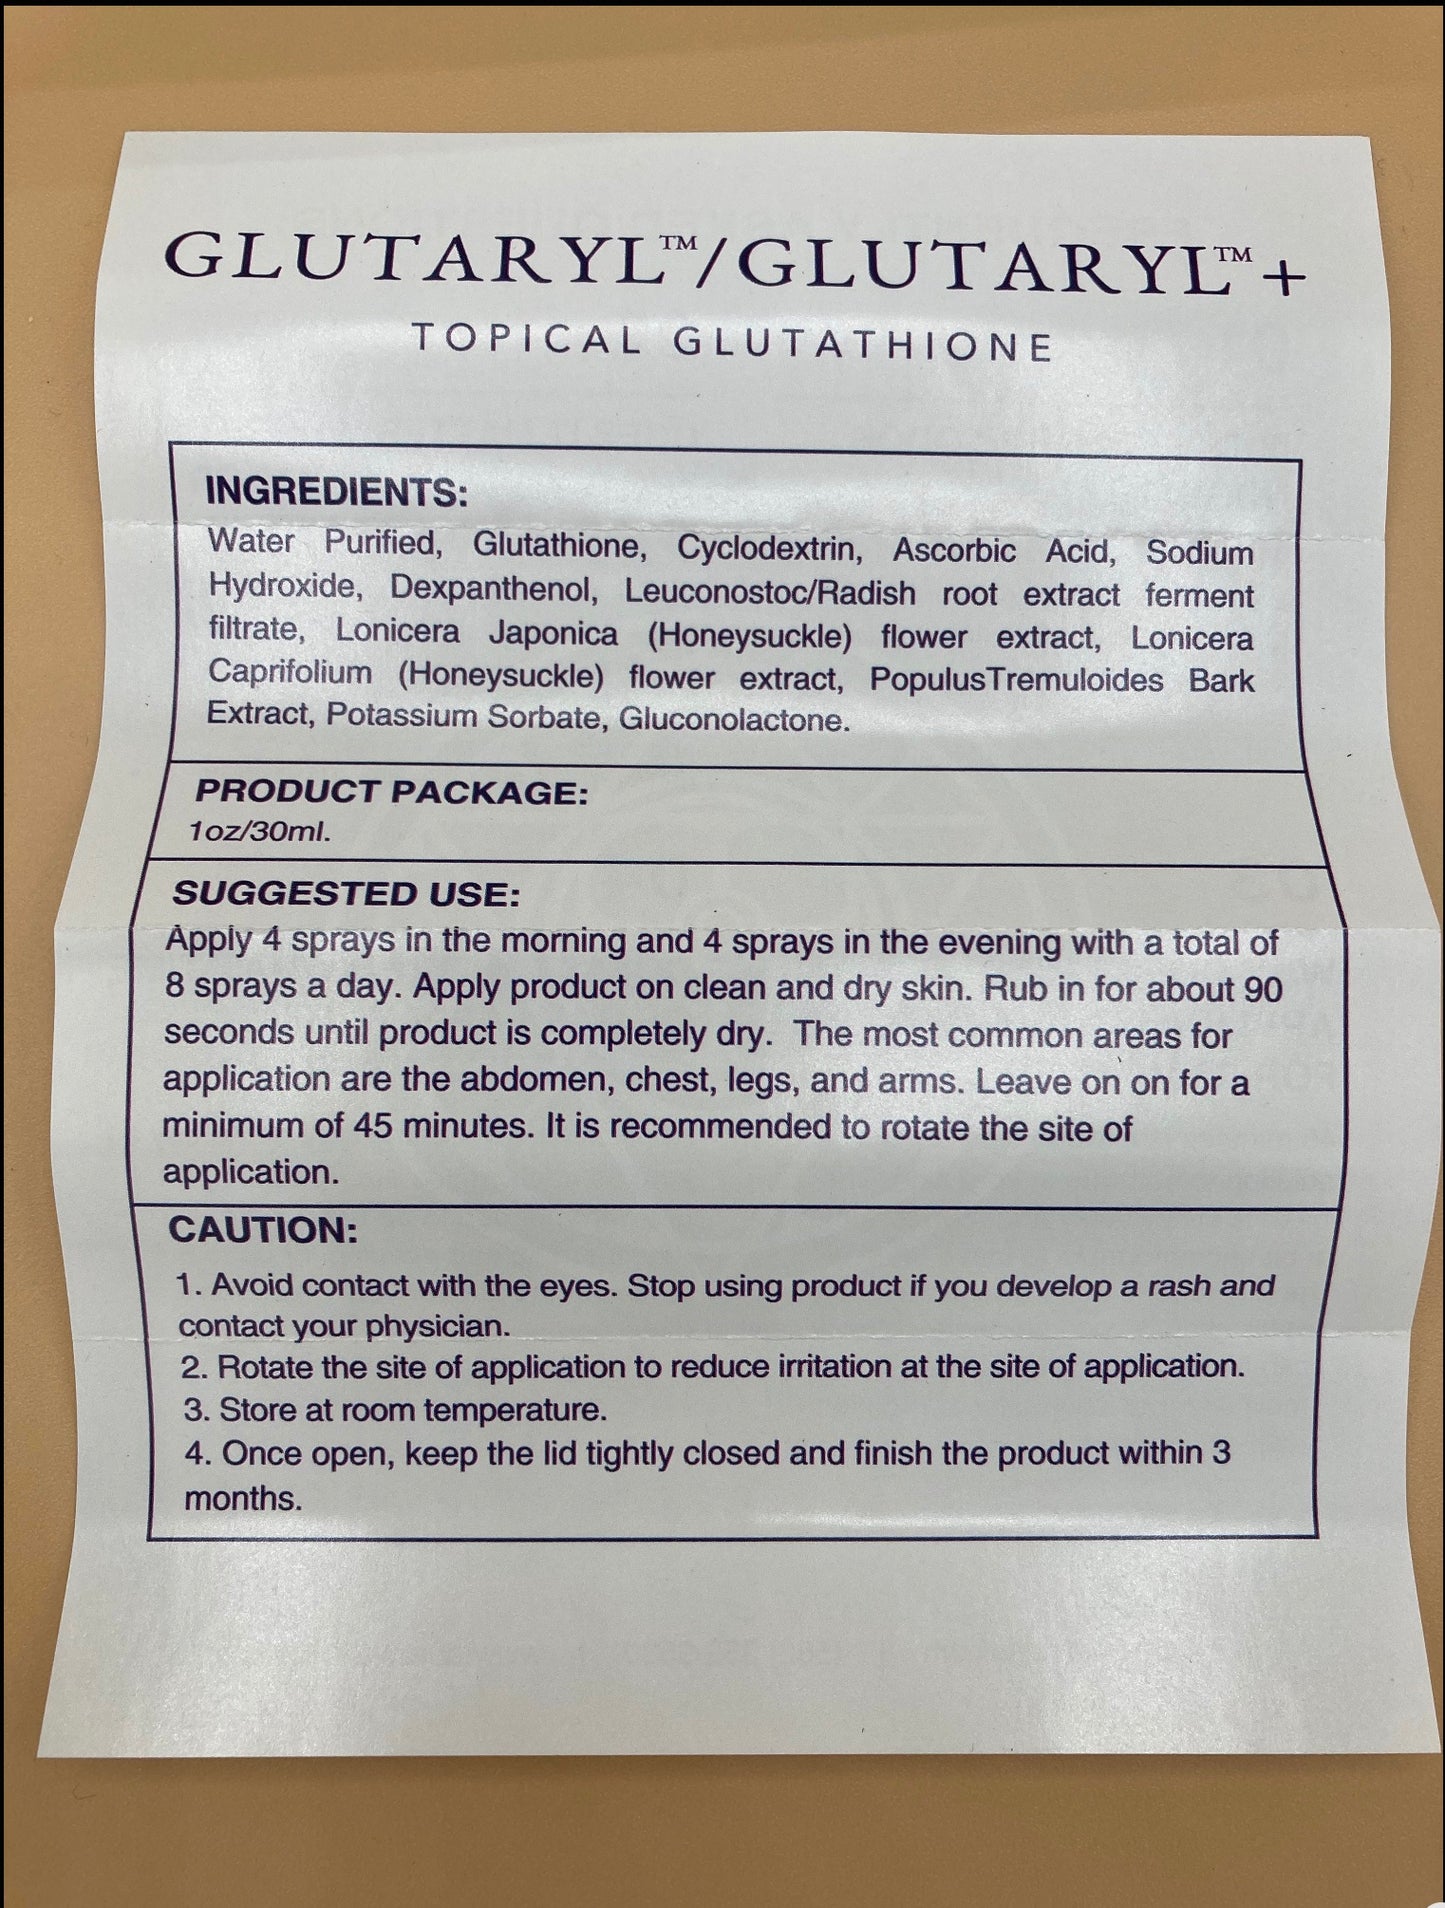 GLUTARYL™/GLUTARYL™+
TOPICAL GLUTATHIONE
INGREDIENTS:
Water Purified, Glutathione, Cyclodextrin, Ascorbic Acid, Sodium
Hydroxide, Dexpanthenol, Leuconostoc/Radish root extract ferment
filtrate, Lonicera Japonica (Honeysuckle) flower extract, Lonicera
Caprifolium (Honeysuckle) flower extract, PopulusTremuloides Bark
Extract, Potassium Sorbate, Gluconolactone.
PRODUCT PACKAGE:
1oz/30ml.
SUGGESTED USE:
Apply 4 sprays in the morning and 4 sprays in the evening with a total of
8 sprays a day. Apply product on clean and dry skin. Rub in for about 90
seconds until product is completely dry.  The most common areas for
application are the abdomen, chest, legs, and arms. Leave on on for a
minimum of 45 minutes. It is recommended to rotate the site of
application.
CAUTION:
1. Avoid contact with the eyes. Stop using product if you develop a rash and
contact your physician.
2. Rotate the site of application to reduce irritation at the site of application.
3. Store at room temperature.
4. Once open, keep the lid tightly closed and finish the product within 3
months.